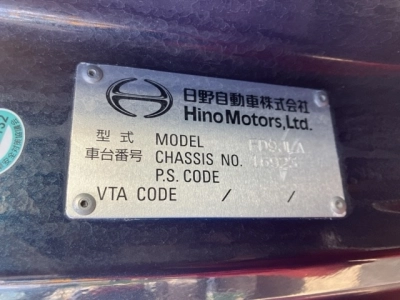 日野自動車株式会社
Hino Motors, Ltd.
型式 MODEL
車台番号 CHASSIS NO.
P.S. CODE
VTA CODE / /